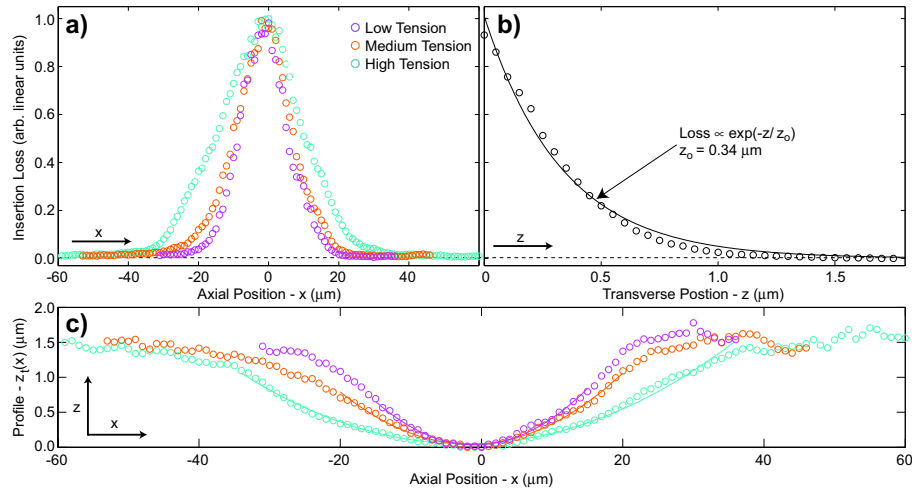 a)
Low Tension
Medium Tension
High Tension
Insertion Loss (arb. linear units)
1.0
0.8
0.6
0.4
0.2
0.0
x
-60
-40
-20
0
20
40
Axial Position - x (μm)
b)
Loss ∝ exp(-z/ zo)
zo = 0.34 μm
z
0
0.5
1.0
1.5
Transverse Postion - z (μm)
c)
Profile - zt(x) (μm)
2.0
1.5
1.0
0.5
0.0
z
x
-60
-40
-20
0
20
40
60
Axial Position - x (μm)